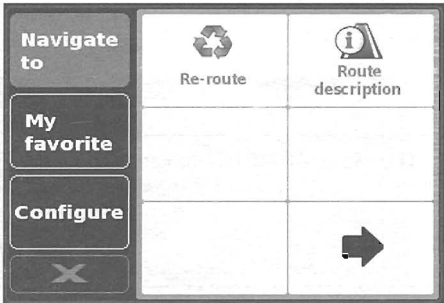 Navigate
to
Re-route
Route
description
My
favorite
Configure
X